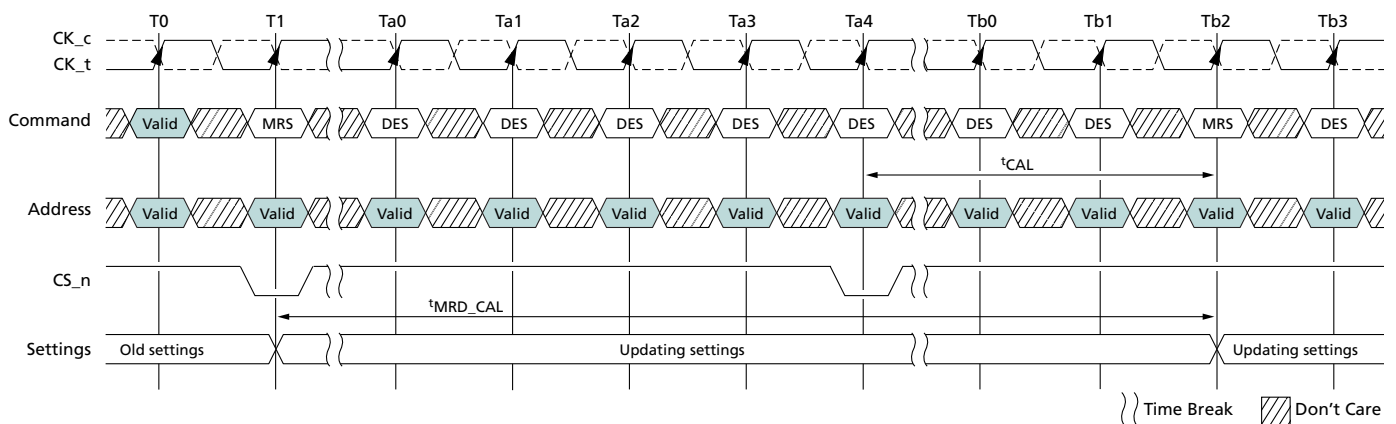 T0 T1 Ta0 Ta1 Ta2 Ta3 Ta4 Tb0 Tb1 Tb2 Tb3
CK_c
CK_t
Command Valid MRS DES DES DES DES DES DES DES MRS DES
tCAL
Address Valid Valid Valid Valid Valid Valid Valid Valid Valid Valid Valid
CS_n
tMRD_CAL
Settings Old settings Updating settings Updating settings
Time Break Don't Care